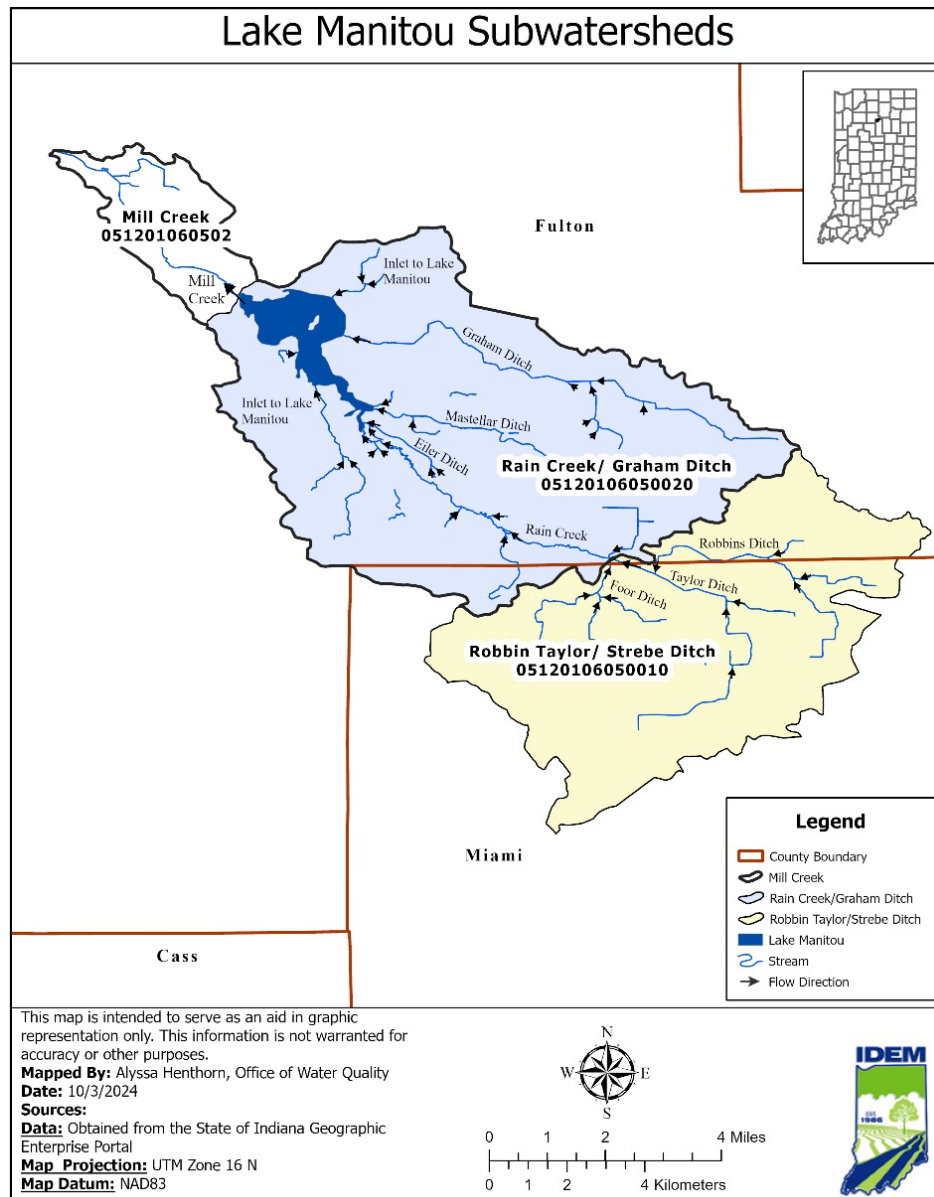 Lake Manitou Subwatersheds
Fulton
Mill Creek
051201060502
Inlet to Lake
Manitou
Mill
Creek
Graham Ditch
Inlet to Lake
Manitou
Mastellar Ditch
Eiler Ditch
Rain Creek/ Graham Ditch
05120106050020
Rain Creek
Robbins Ditch
Taylor Ditch
Foor Ditch
Robbin Taylor/ Strebe Ditch
05120106050010
Miami
Cass
Legend
County Boundary
Mill Creek
Rain Creek/Graham Ditch
Robbin Taylor/Strebe Ditch
Lake Manitou
Stream
Flow Direction
This map is intended to serve as an aid in graphic
representation only. This information is not warranted for
accuracy or other purposes.
Mapped By: Alyssa Henthorn, Office of Water Quality
Date: 10/3/2024
Sources:
Data: Obtained from the State of Indiana Geographic
Enterprise Portal
Map Projection: UTM Zone 16 N
Map Datum: NAD83
N
W E
S
0 1 2 4 Miles
0 1 2 4 Kilometers
IDEM
EST.
1986